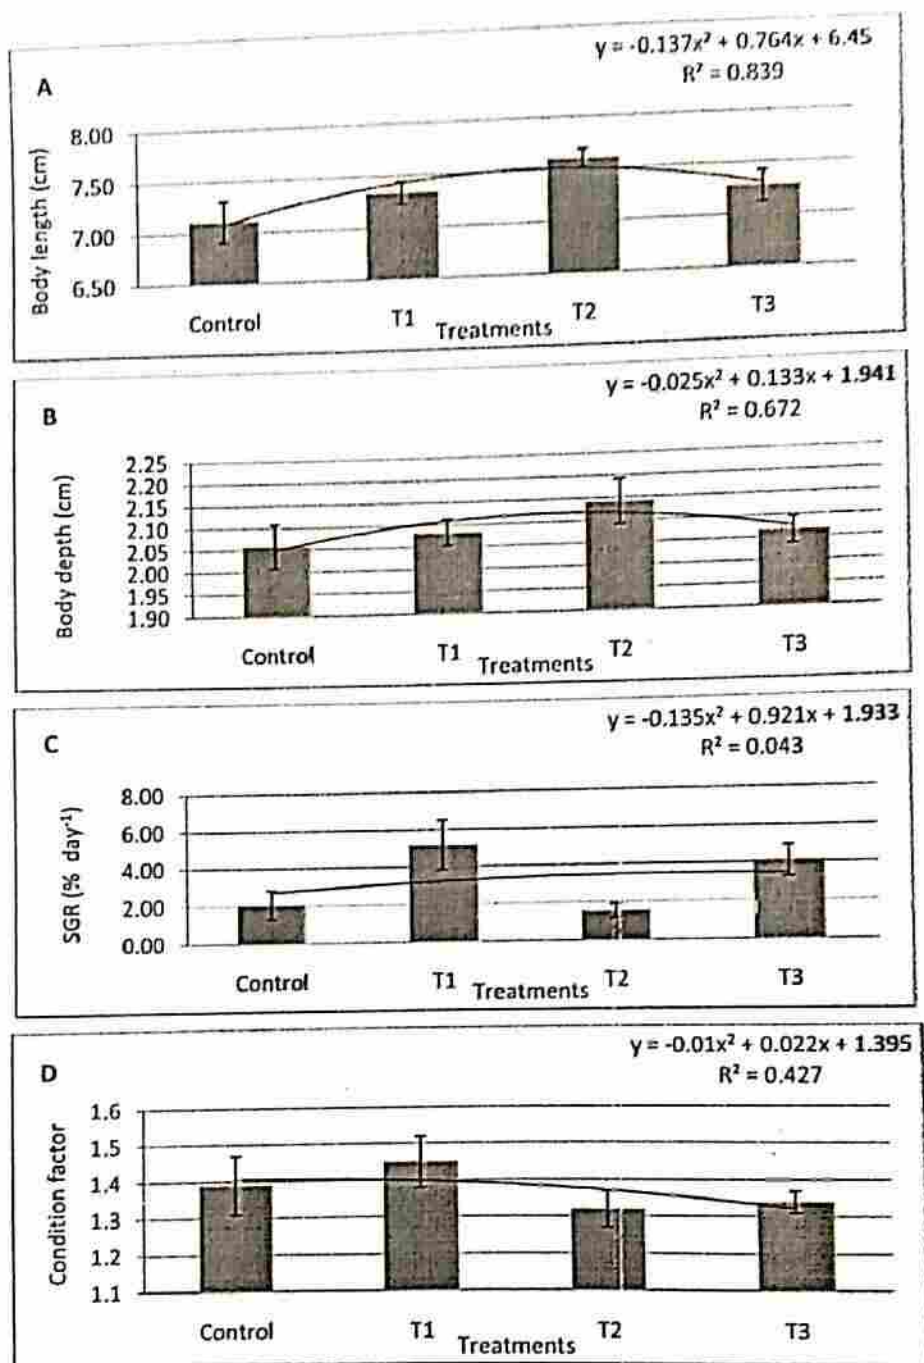 y = -0.137x² + 0.764x + 6.45
R² = 0.839
A
Body length (cm)
8.00
7.50
7.00
6.50
Control T1 T2 T3
Treatments
y = -0.025x² + 0.133x + 1.941
R² = 0.672
B
Body depth (cm)
2.25
2.20
2.15
2.10
2.05
2.00
1.95
1.90
Control T1 T2 T3
Treatments
y = -0.135x² + 0.921x + 1.933
R² = 0.043
C
SGR (% day⁻¹)
8.00
6.00
4.00
2.00
0.00
Control T1 T2 T3
Treatments
y = -0.01x² + 0.022x + 1.395
R² = 0.427
D
Condition factor
1.6
1.5
1.4
1.3
1.2
1.1
Control T1 T2 T3
Treatments